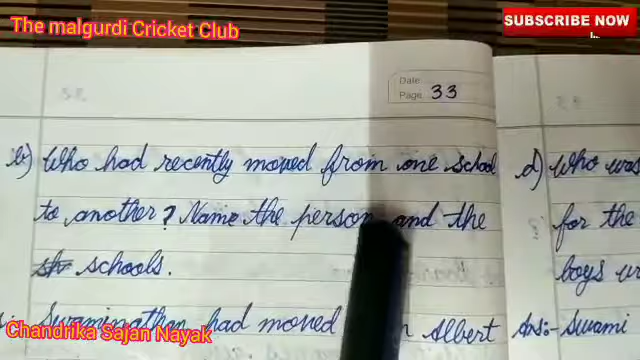 The malgurdi Cricket Club
SUBSCRIBE NOW
Date
Page 33
b) Who had recently moved from one school
to another? Name the person and the
schools.
Swaminathan had moved Albert
Chandrika Sajan Nayak
d) Who was
for the
boys
Ans:- Swami